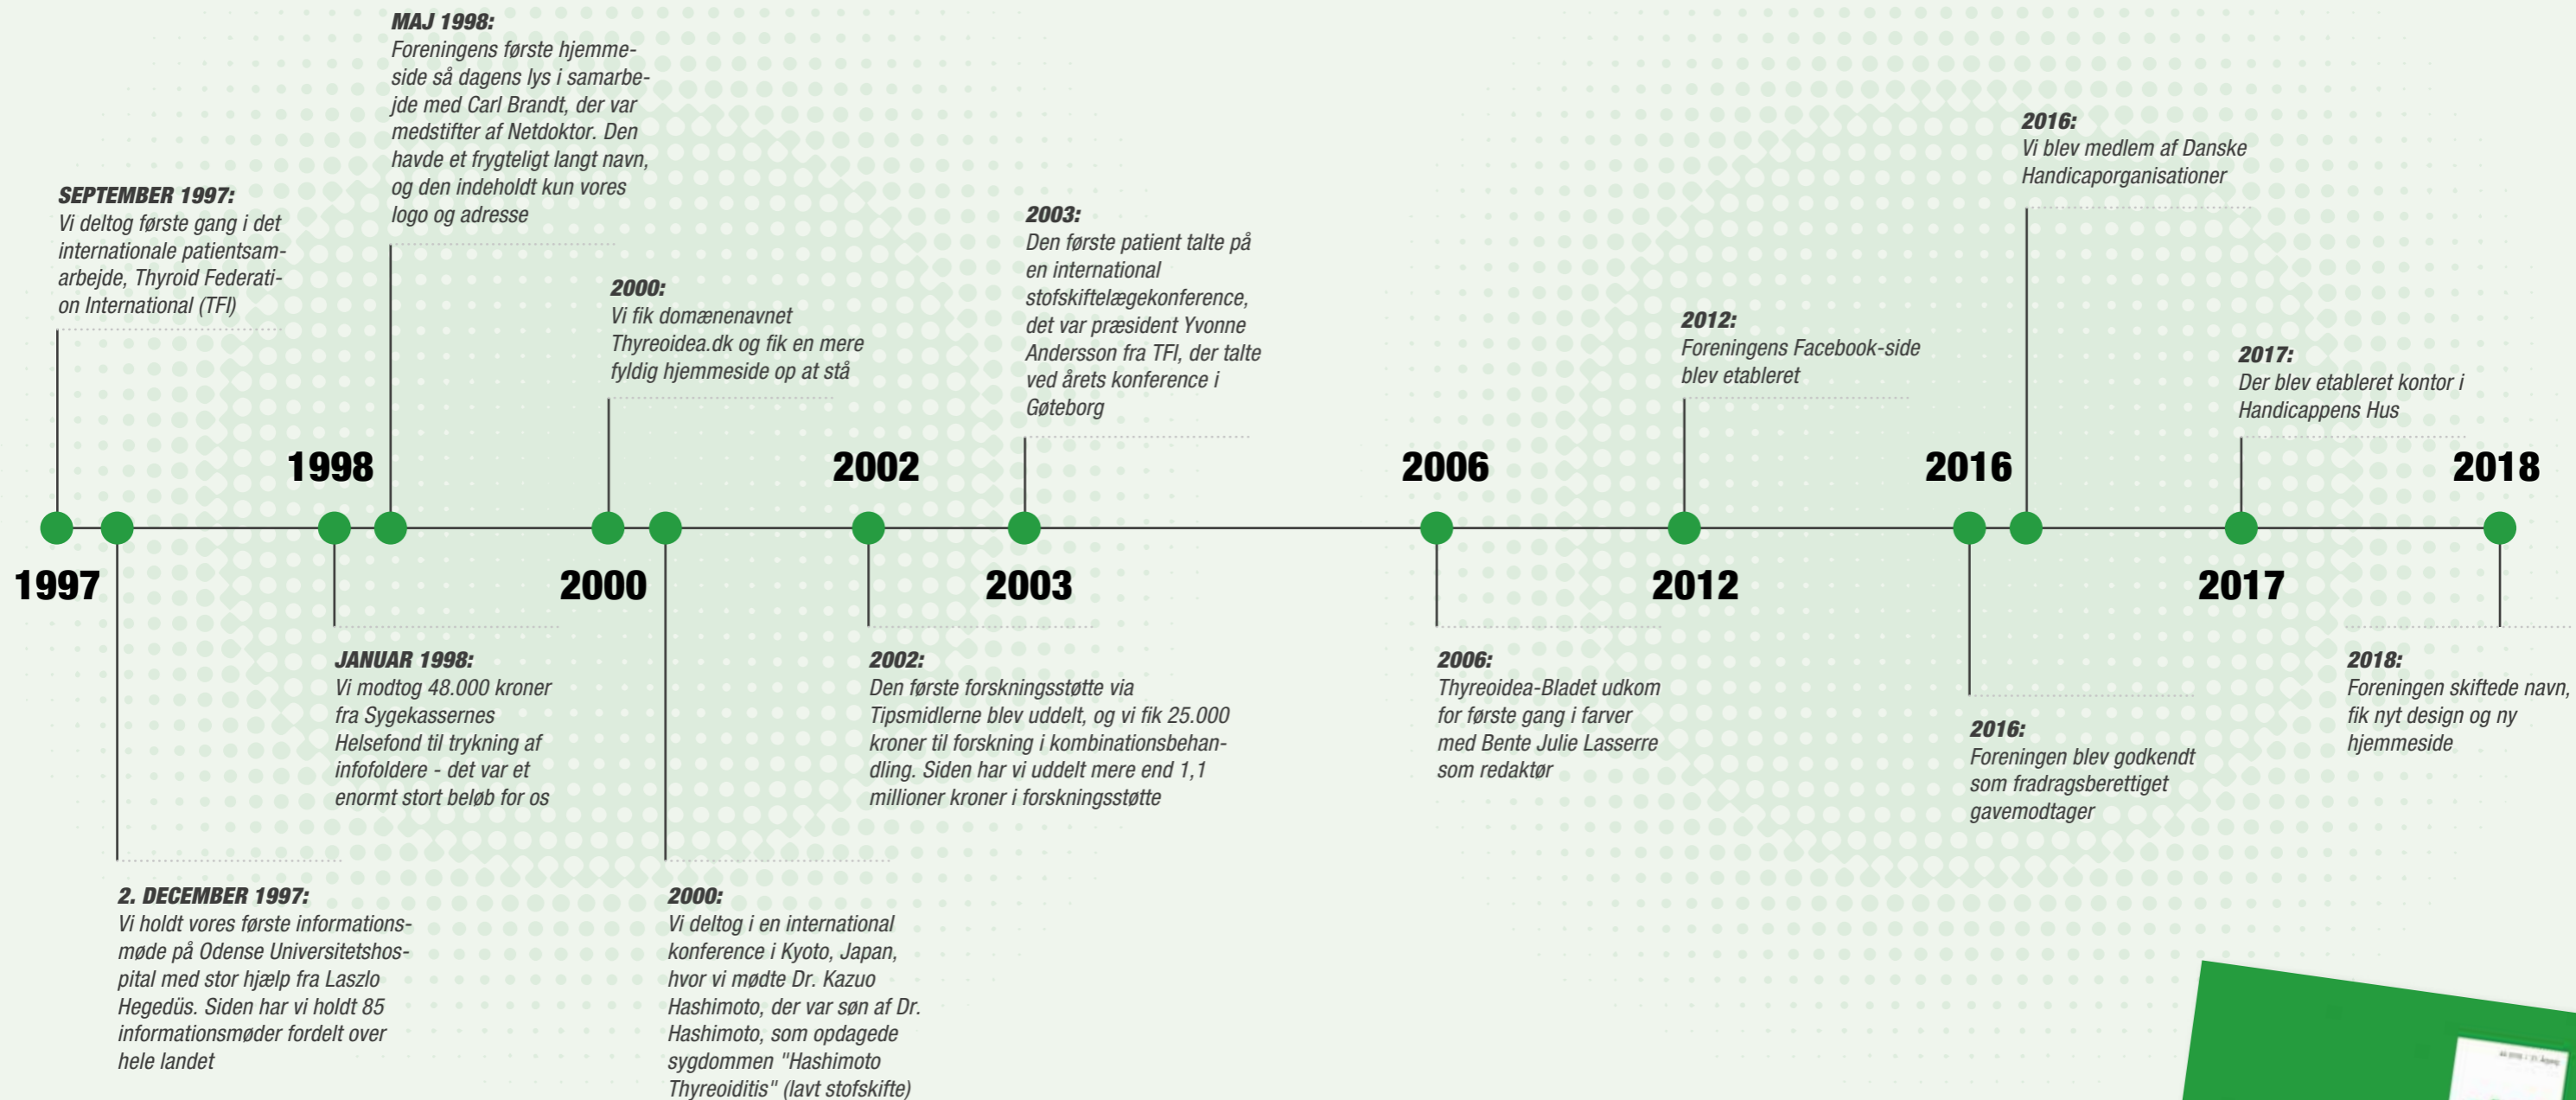 MAJ 1998:
Foreningens første hjemme-
side så dagens lys i samarbe-
jde med Carl Brandt, der var
medstifter af Netdoktor. Den
havde et frygteligt langt navn,
og den indeholdt kun vores
logo og adresse
SEPTEMBER 1997:
Vi deltog første gang i det
internationale patientsam-
arbejde, Thyroid Federati-
on International (TFI)
2000:
Vi fik domænenavnet
Thyreoidea.dk og fik en mere
fyldig hjemmeside op at stå
2003:
Den første patient talte på
en international
stofskiftelægekonference,
det var præsident Yvonne
Andersson fra TFI, der talte
ved årets konference i
Gøteborg
2012:
Foreningens Facebook-side
blev etableret
2016:
Vi blev medlem af Danske
Handicaporganisationer
2017:
Der blev etableret kontor i
Handicappens Hus
1998
2002
2006
2016
2018
1997
2000
2003
2012
2017
JANUAR 1998:
Vi modtog 48.000 kroner
fra Sygekassernes
Helsefond til trykning af
infofoldere - det var et
enormt stort beløb for os
2002:
Den første forskningsstøtte via
Tipsmidlerne blev uddelt, og vi fik 25.000
kroner til forskning i kombinationsbehan-
dling. Siden har vi uddelt mere end 1,1
millioner kroner i forskningsstøtte
2006:
Thyreoidea-Bladet udkom
for første gang i farver
med Bente Julie Lasserre
som redaktør
2016:
Foreningen blev godkendt
som fradragsberettiget
gavemodtager
2018:
Foreningen skiftede navn,
fik nyt design og ny
hjemmeside
2. DECEMBER 1997:
Vi holdt vores første informations-
møde på Odense Universitetshos-
pital med stor hjælp fra Laszlo
Hegedüs. Siden har vi holdt 85
informationsmøder fordelt over
hele landet
2000:
Vi deltog i en international
konference i Kyoto, Japan,
hvor vi mødte Dr. Kazuo
Hashimoto, der var søn af Dr.
Hashimoto, som opdagede
sygdommen "Hashimoto
Thyreoiditis" (lavt stofskifte)